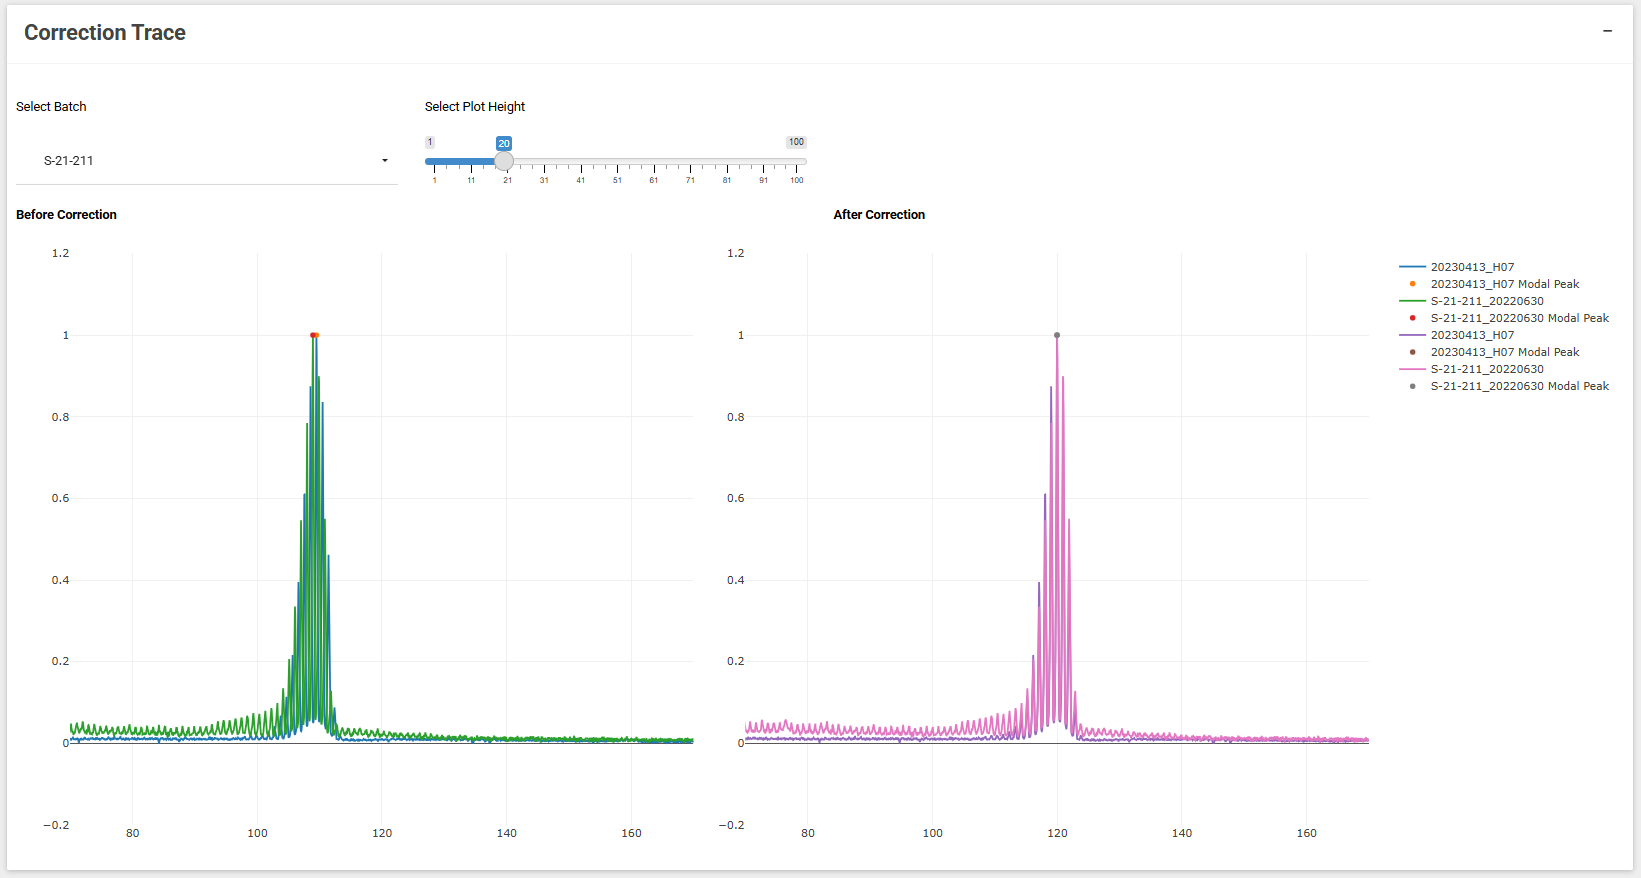 Correction Trace
−
Select Batch
Select Plot Height
S-21-211
1
20
100
1 11 21 31 41 51 61 71 81 91 100
Before Correction
After Correction
1.2
1
0.8
0.6
0.4
0.2
0
−0.2
80 100 120 140 160
1.2
1
0.8
0.6
0.4
0.2
0
−0.2
80 100 120 140 160
20230413_H07
20230413_H07 Modal Peak
S-21-211_20220630
S-21-211_20220630 Modal Peak
20230413_H07
20230413_H07 Modal Peak
S-21-211_20220630
S-21-211_20220630 Modal Peak